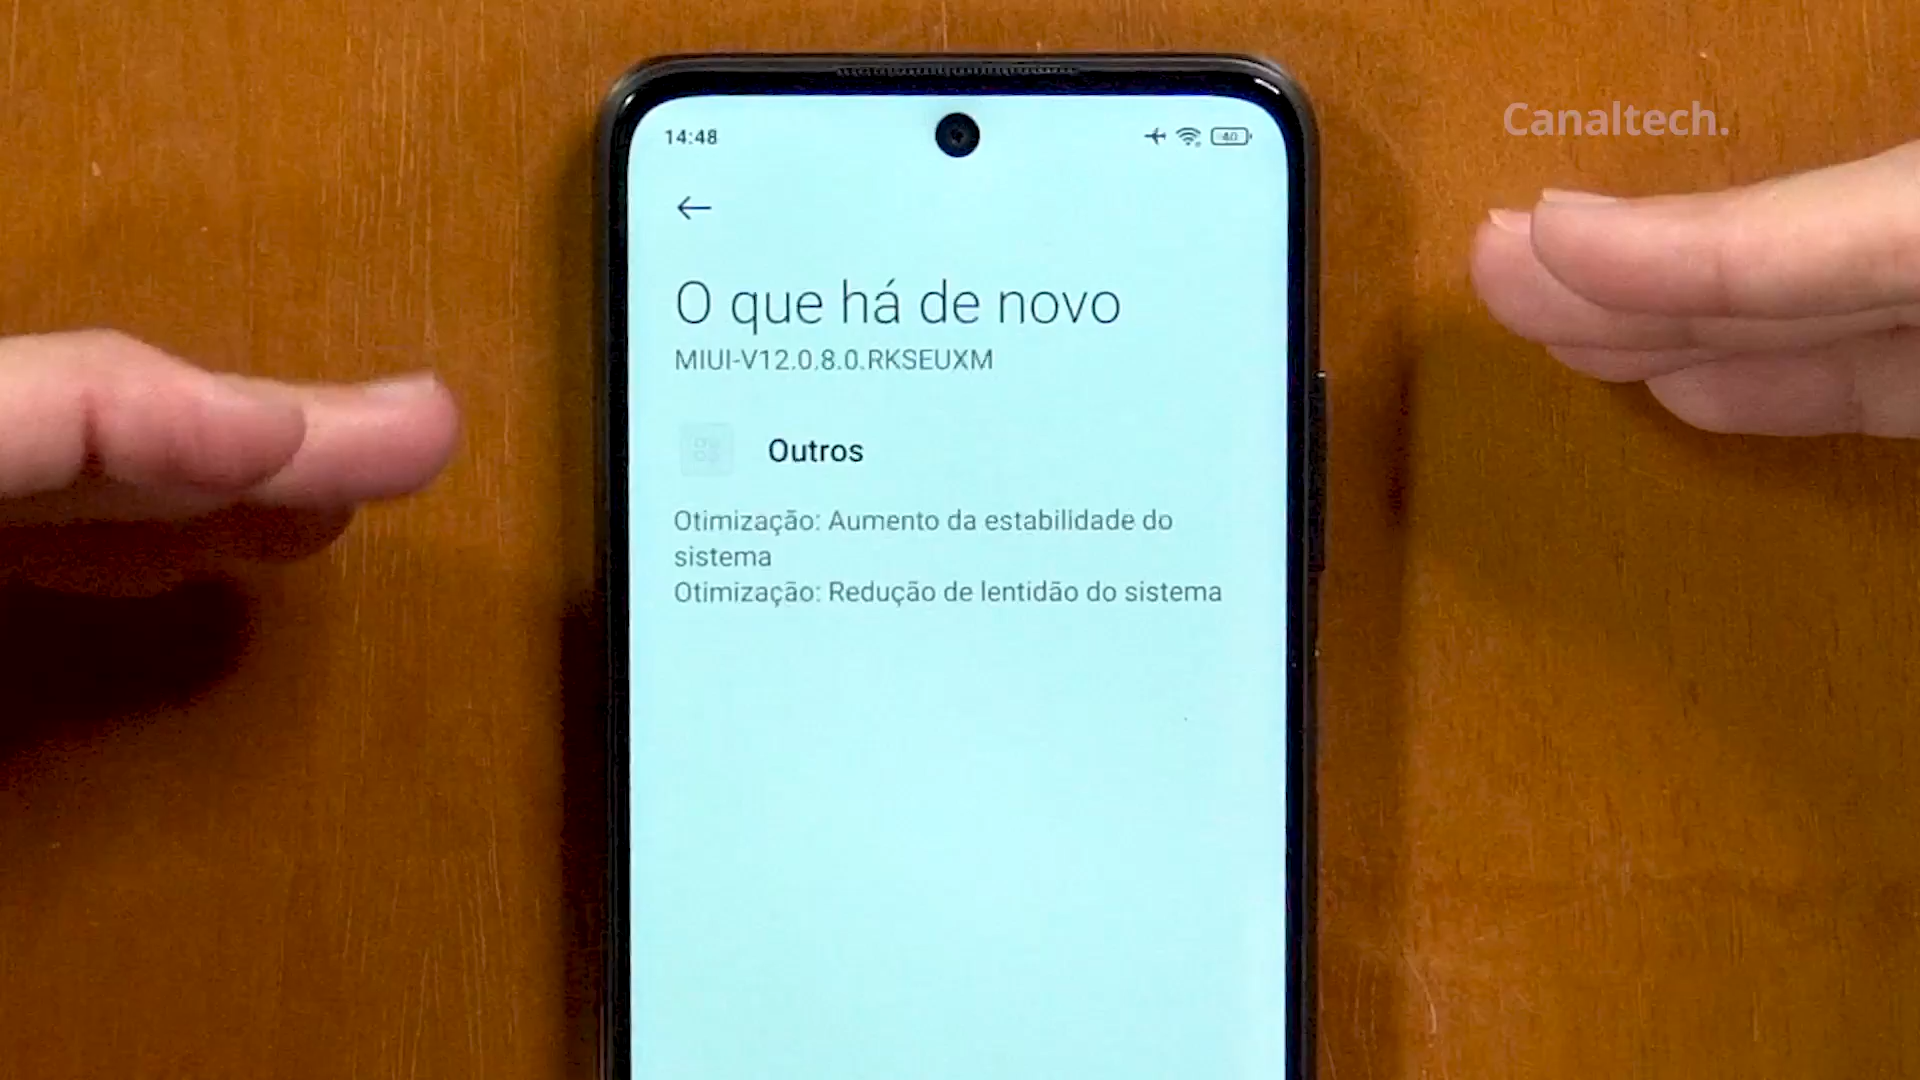 Canaltech.
14:48
40
O que há de novo
MIUI-V12.0.8.0.RKSEUXM
Outros
Otimização: Aumento da estabilidade do
sistema
Otimização: Redução de lentidão do sistema